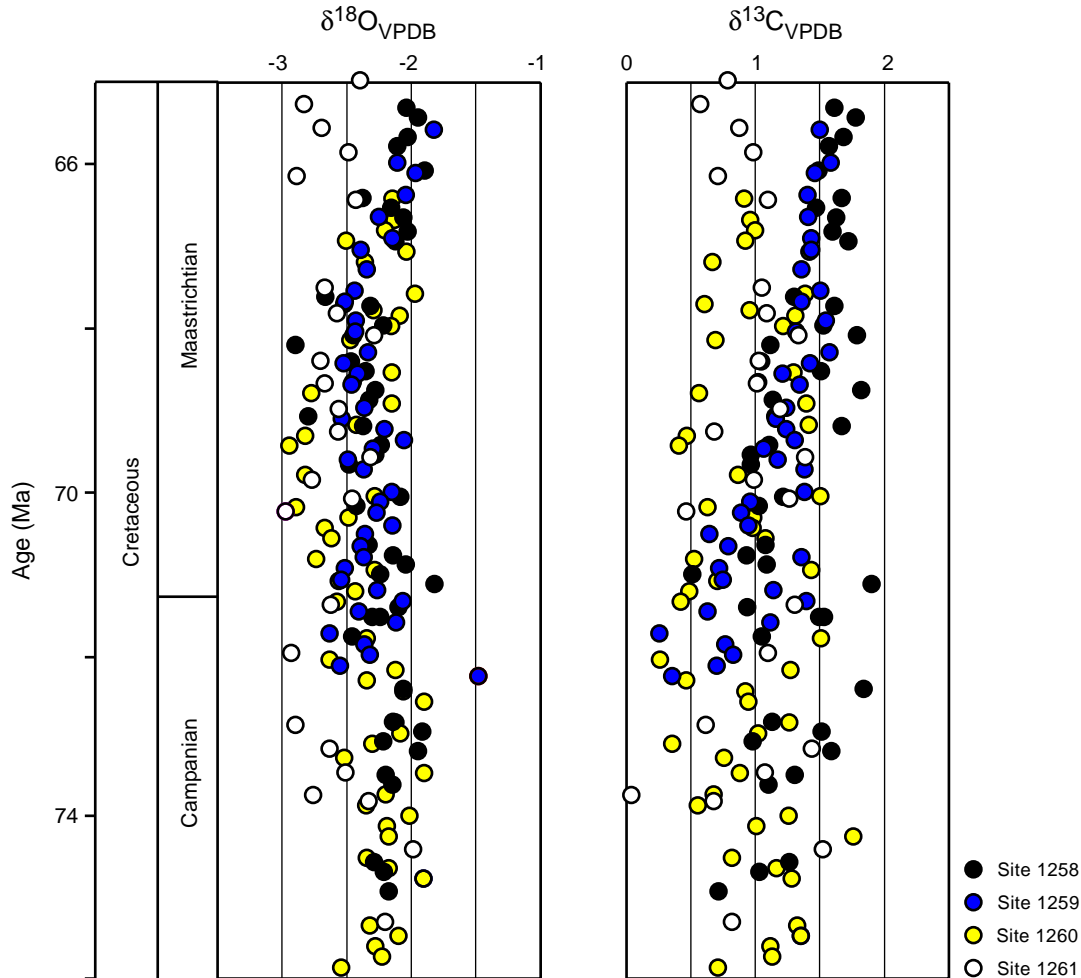 δ18OVPDB
δ13CVPDB
-3 -2 -1
0 1 2
66
70
74
Age (Ma)
Cretaceous
Maastrichtian
Campanian
Site 1258
Site 1259
Site 1260
Site 1261